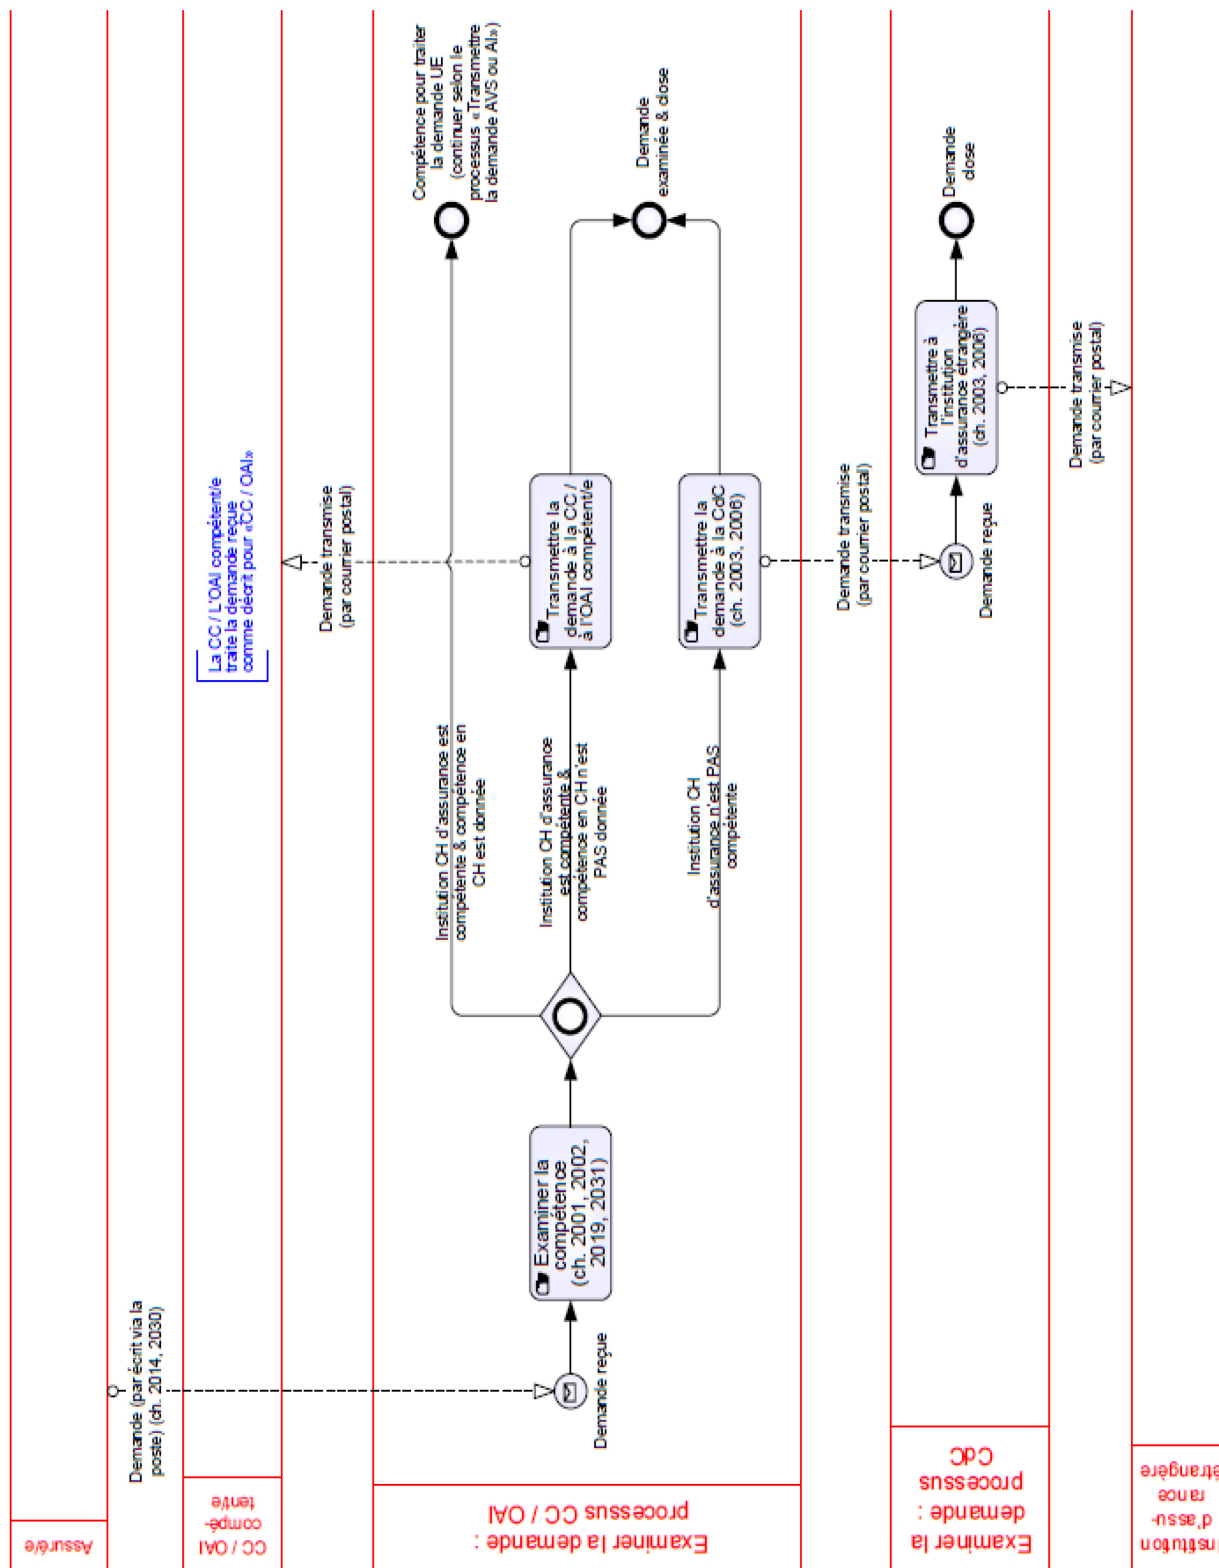 Assuré/e
Demande (par écrit via la
poste) (ch. 2014, 2030)
CC / OAI
compé-
tent/e
La CC / L'OAI compétent/e
traite la demande reçue
comme décrit pour «CC / OAI»
Demande transmise
(par courrier postal)
Examiner la demande :
processus CC / OAI
Demande reçue
Examiner la
compétence
(ch. 2001, 2002,
2019, 2031)
Institution CH d'assurance est
compétente & compétence en
CH est donnée
Compétence pour traiter
la demande UE
(continuer selon le
processus «Transmettre
la demande AVS ou AI»)
Institution CH d'assurance
est compétente &
compétence en CH n'est
PAS donnée
Transmettre la
demande à la CC /
à l'OAI compétent/e
Institution CH
d'assurance n'est PAS
compétente
Transmettre la
demande à la CdC
(ch. 2003, 2006)
Demande
examinée & close
Demande transmise
(par courrier postal)
Examiner la
demande :
processus
CdC
Demande reçue
Transmettre à
l'institution
d'assurance étrangère
(ch. 2003, 2006)
Demande
close
Demande transmise
(par courrier postal)
nstitution
d'assu-
rance
étrangère